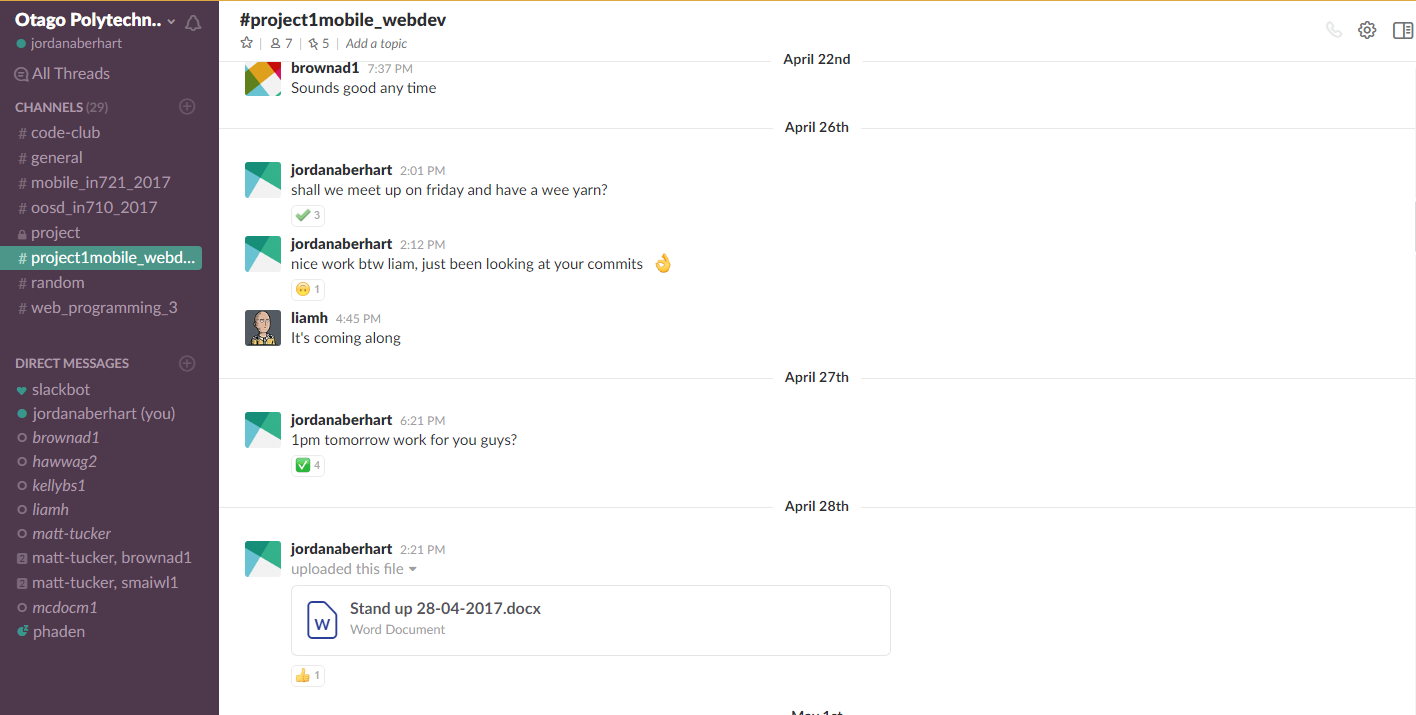 Otago Polytechn..
jordanaberhart
All Threads
CHANNELS (29)
# code-club
# general
# mobile_in721_2017
# oosd_in710_2017
project
# project1mobile_webd...
# random
# web_programming_3
DIRECT MESSAGES
slackbot
jordanaberhart (you)
brownad1
hawwag2
kellybs1
liamh
matt-tucker
2 matt-tucker, brownad1
2 matt-tucker, smaiwl1
mcdocm1
phaden
#project1mobile_webdev
7 | 5 | Add a topic
April 22nd
brownad1 7:37 PM
Sounds good any time
April 26th
jordanaberhart 2:01 PM
shall we meet up on friday and have a wee yarn?
3
jordanaberhart 2:12 PM
nice work btw liam, just been looking at your commits
1
liamh 4:45 PM
It's coming along
April 27th
jordanaberhart 6:21 PM
1pm tomorrow work for you guys?
4
April 28th
jordanaberhart 2:21 PM
uploaded this file
W
Stand up 28-04-2017.docx
Word Document
1
May 1st